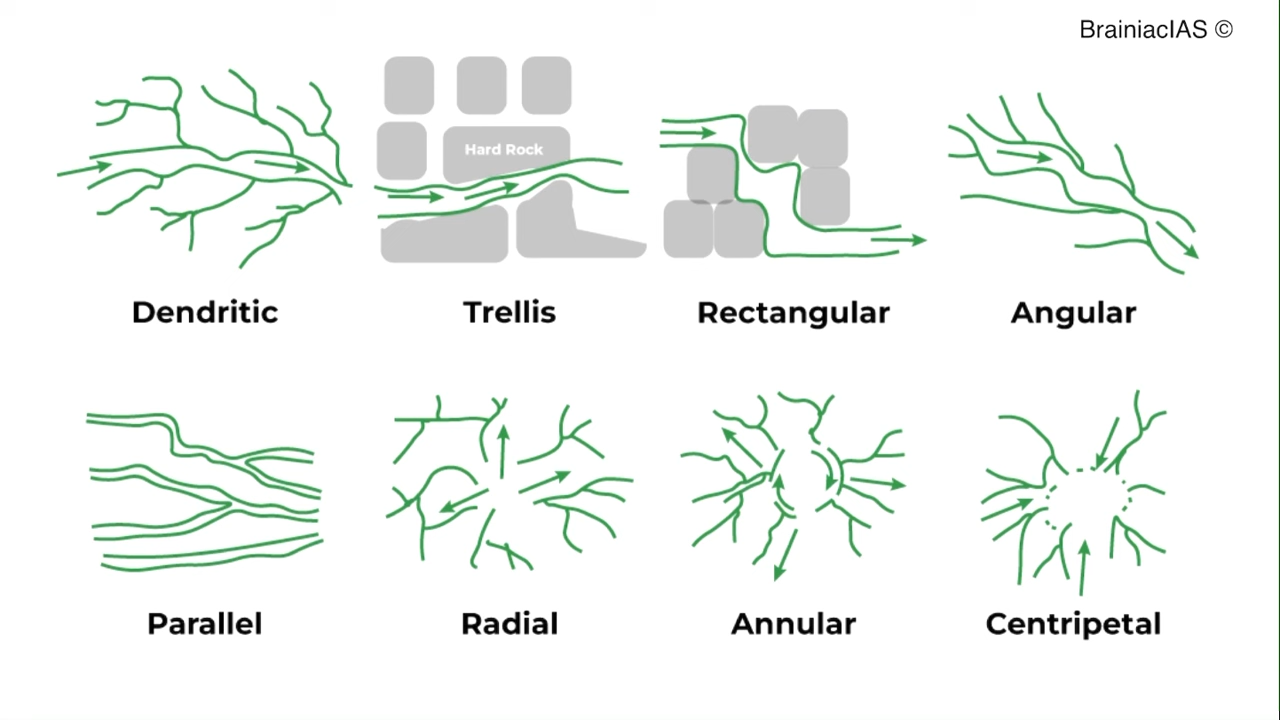 BrainiacIAS ©
Hard Rock
Dendritic
Trellis
Rectangular
Angular
Parallel
Radial
Annular
Centripetal